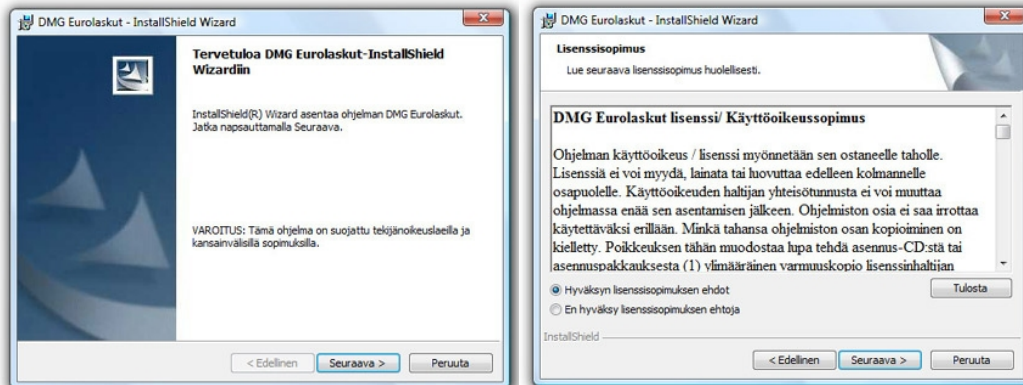 DMG Eurolaskut - InstallShield Wizard
Tervetuloa DMG Eurolaskut-InstallShield
Wizardiin
InstallShield(R) Wizard asentaa ohjelman DMG Eurolaskut.
Jatka napsauttamalla Seuraava.
VAROITUS: Tämä ohjelma on suojattu tekijänoikeuslaeilla ja
kansainvälisillä sopimuksilla.
< Edellinen Seuraava > Peruuta
DMG Eurolaskut - InstallShield Wizard
Lisenssisopimus
Lue seuraava lisenssisopimus huolellisesti.
DMG Eurolaskut lisenssi/ Käyttöoikeussopimus
Ohjelman käyttöoikeus / lisenssi myönnetään sen ostaneelle taholle.
Lisenssiä ei voi myydä, lainata tai luovuttaa edelleen kolmannelle
osapuolelle. Käyttöoikeuden haltijan yhteisötunnusta ei voi muuttaa
ohjelmassa enää sen asentamisen jälkeen. Ohjelmiston osia ei saa irrottaa
käytettäväksi erillään. Minkä tahansa ohjelmiston osan kopioiminen on
kielletty. Poikkeuksen tähän muodostaa lupa tehdä asennus-CD:stä tai
asennuspakkauksesta (1) ylimääräinen varmuuskopio lisenssinhaltijan
Hyväksyn lisenssisopimuksen ehdot
Tulosta
En hyväksy lisenssisopimuksen ehtoja
InstallShield
< Edellinen Seuraava > Peruuta